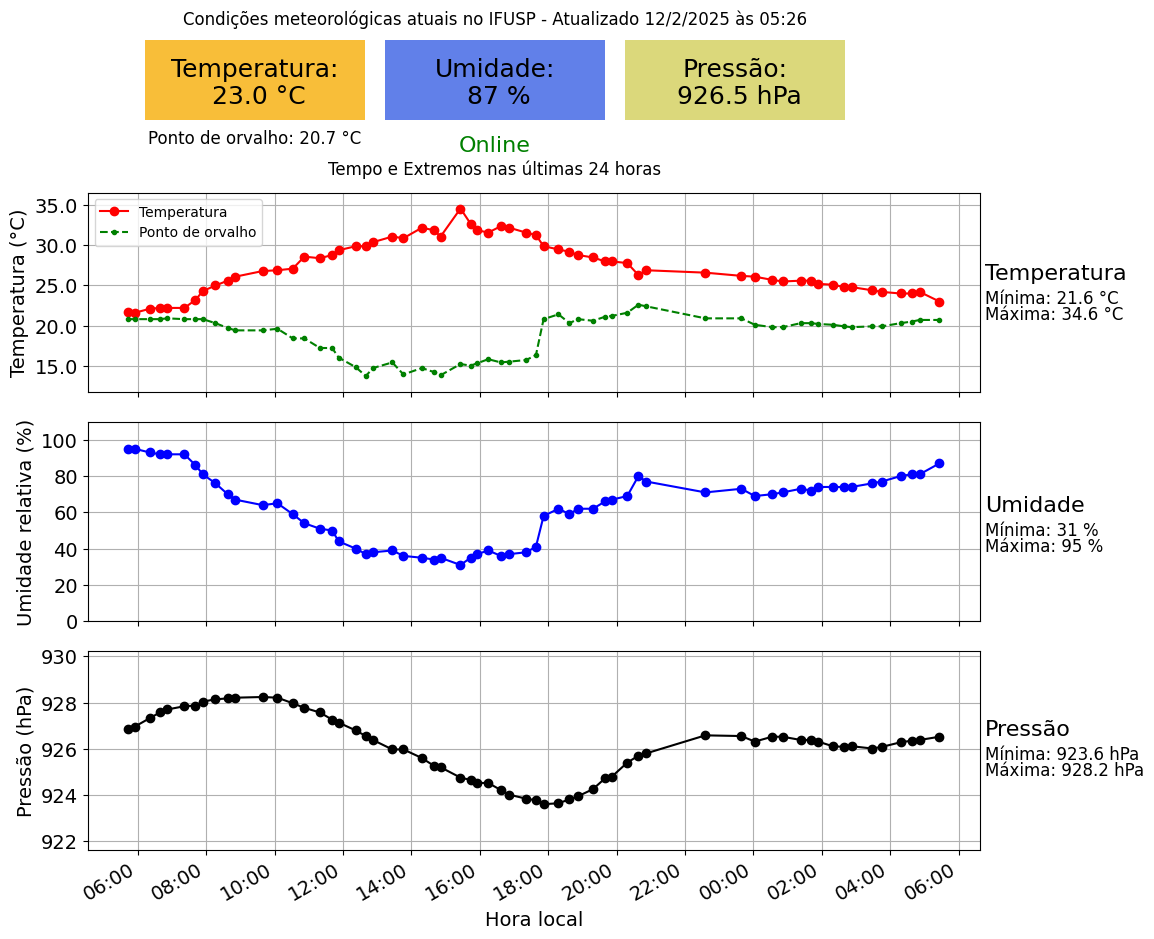 Condições meteorológicas atuais no IFUSP - Atualizado 12/2/2025 às 05:26
Temperatura:
23.0 °C
Umidade:
87 %
Pressão:
926.5 hPa
Ponto de orvalho: 20.7 °C
Online
Tempo e Extremos nas últimas 24 horas
Temperatura (°C)
35.0
30.0
25.0
20.0
15.0
Temperatura
Ponto de orvalho
Temperatura
Mínima: 21.6 °C
Máxima: 34.6 °C
Umidade relativa (%)
100
80
60
40
20
0
Umidade
Mínima: 31 %
Máxima: 95 %
Pressão (hPa)
930
928
926
924
922
Pressão
Mínima: 923.6 hPa
Máxima: 928.2 hPa
06:00 08:00 10:00 12:00 14:00 16:00 18:00 20:00 22:00 00:00 02:00 04:00 06:00
Hora local